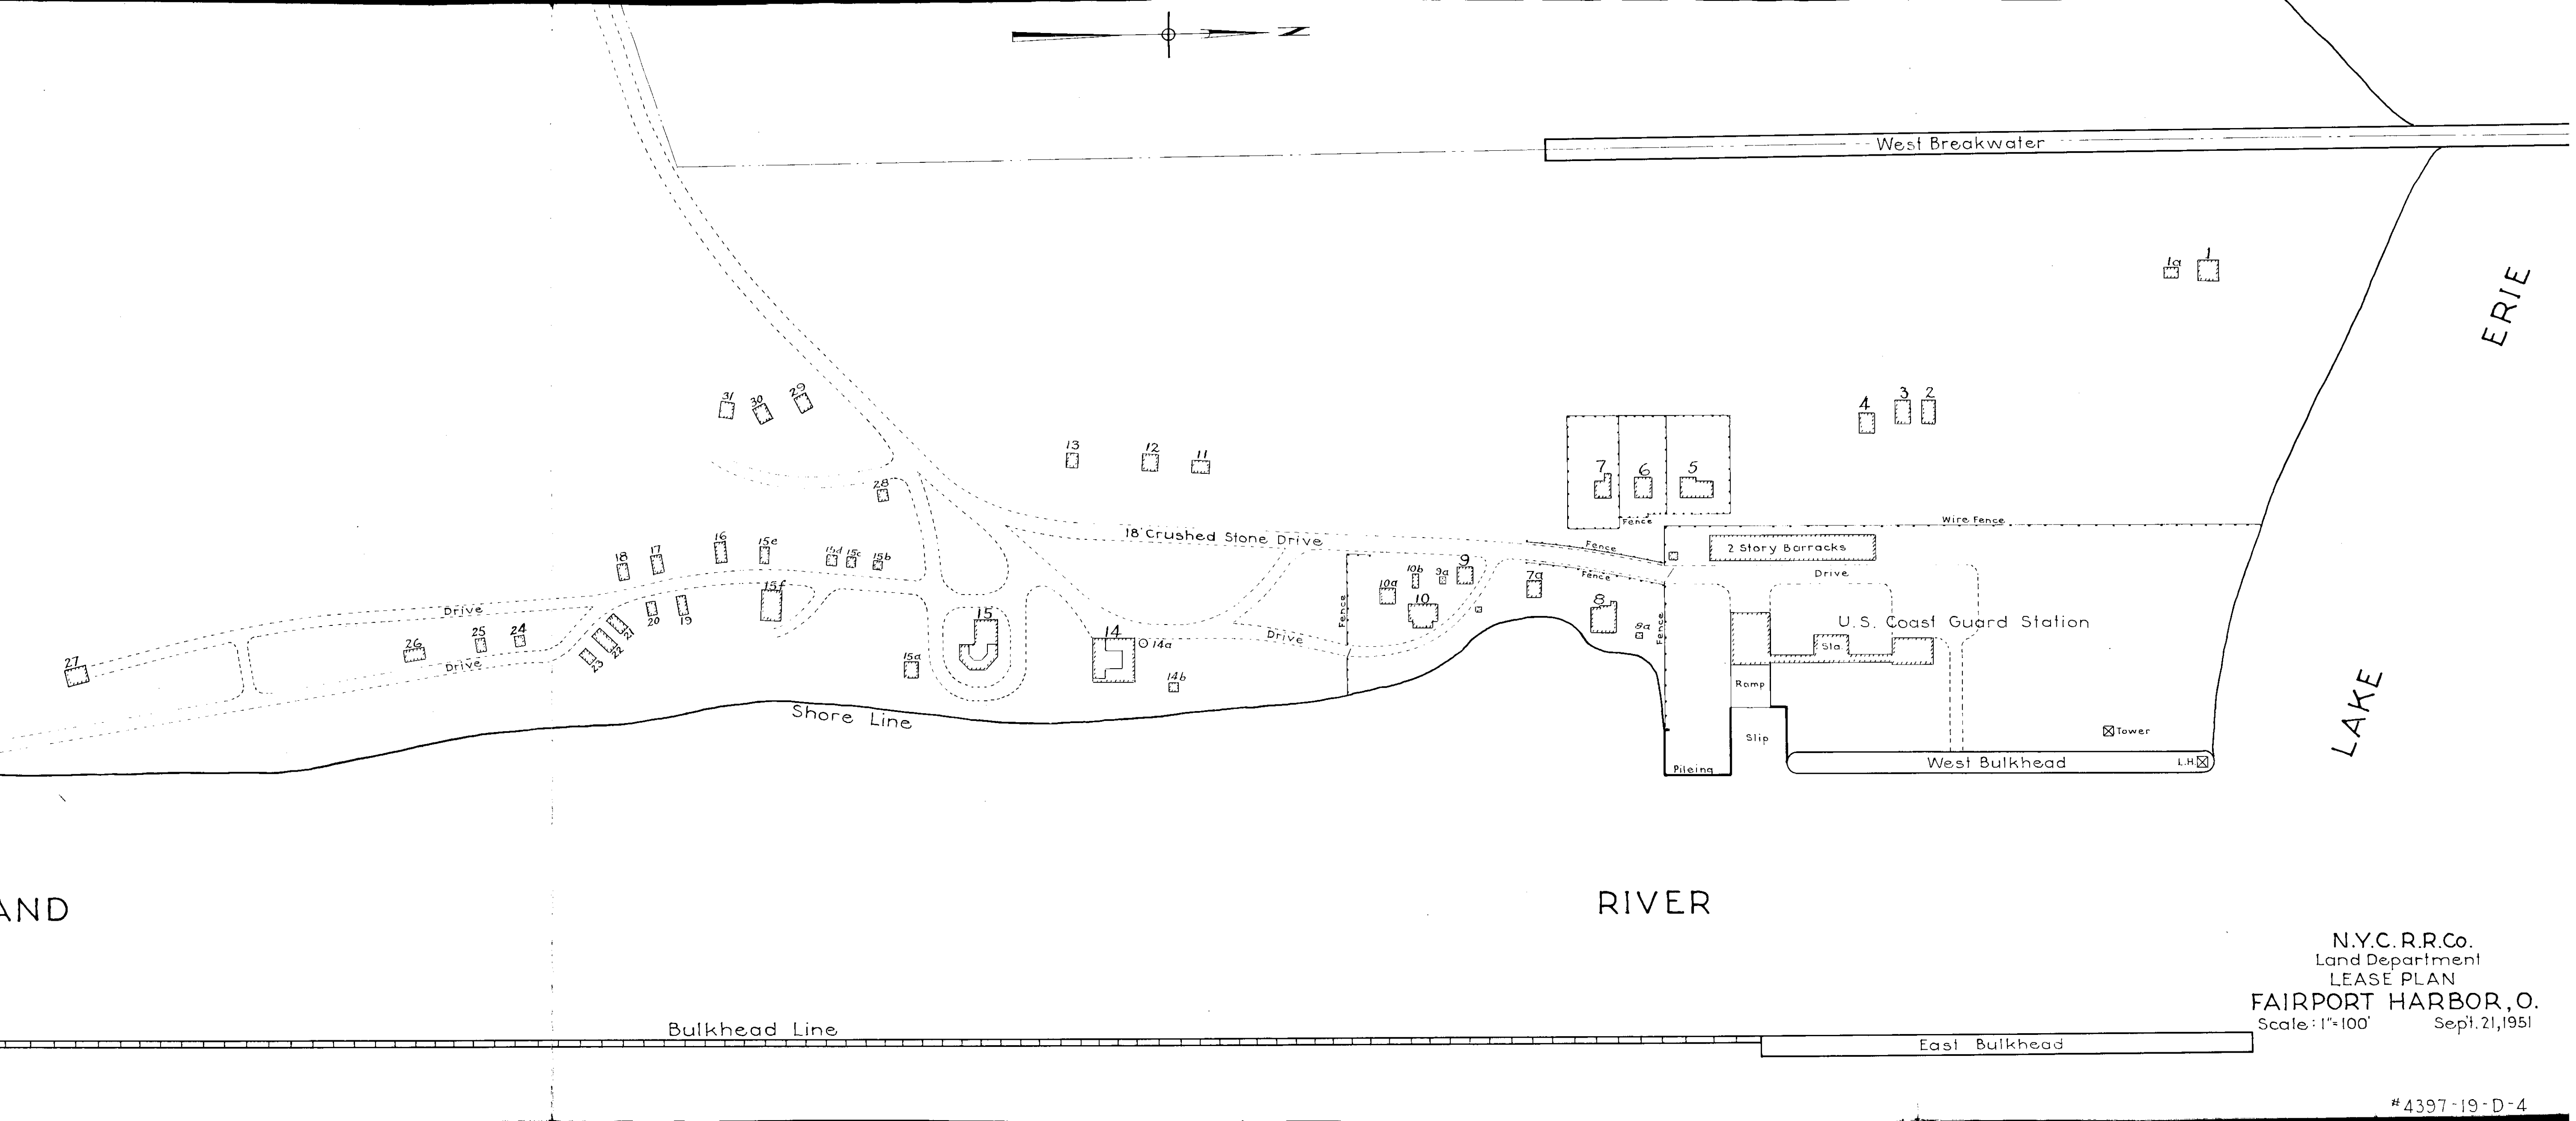 N
West Breakwater
1a
1
ERIE
LAKE
31
30
29
4
3
2
13
12
11
28
7
6
5
Fence
Wire Fence
18' Crushed Stone Drive
Fence
2 Story Barracks
18
17
16
15e
15d
15c
15b
15f
10a
10b
9a
9
Fence
7a
Drive
Fence
10
8
8a
Fence
U.S. Coast Guard Station
Sta.
Drive
20
19
21
22
23
27
26
25
24
Drive
15
15a
14
14a
14b
Drive
Ramp
Shore Line
Slip
Tower
Pileing
West Bulkhead
L.H.
AND
RIVER
N.Y.C. R.R.Co.
Land Department
LEASE PLAN
FAIRPORT HARBOR, O.
Scale: 1"=100' Sep't. 21, 1951
Bulkhead Line
East Bulkhead
#4397-19-D-4